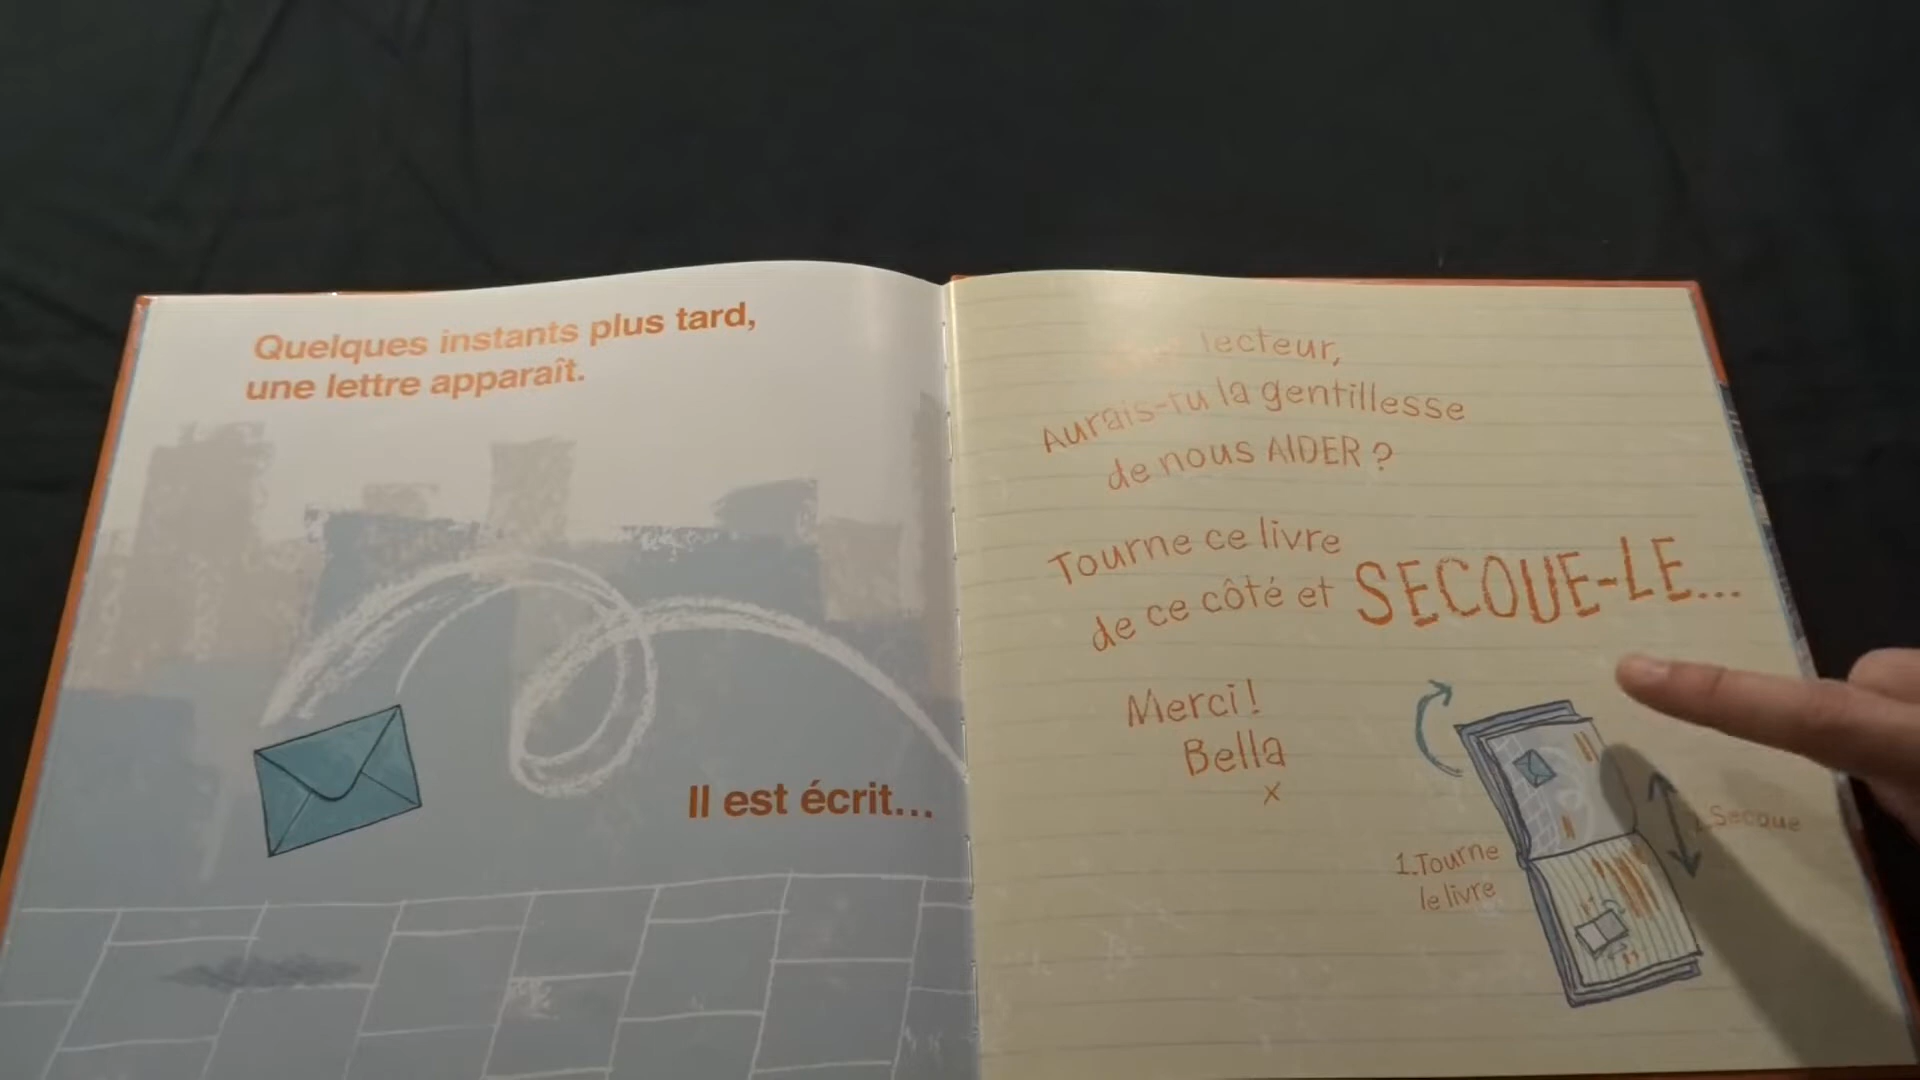 Quelques instants plus tard,
une lettre apparaît.
Il est écrit...
lecteur,
Aurais-tu la gentillesse
de nous AIDER ?
Tourne ce livre
de ce côté et SECOUE-LE...
Merci!
Bella
x
1.Tourne
le livre
Secoue